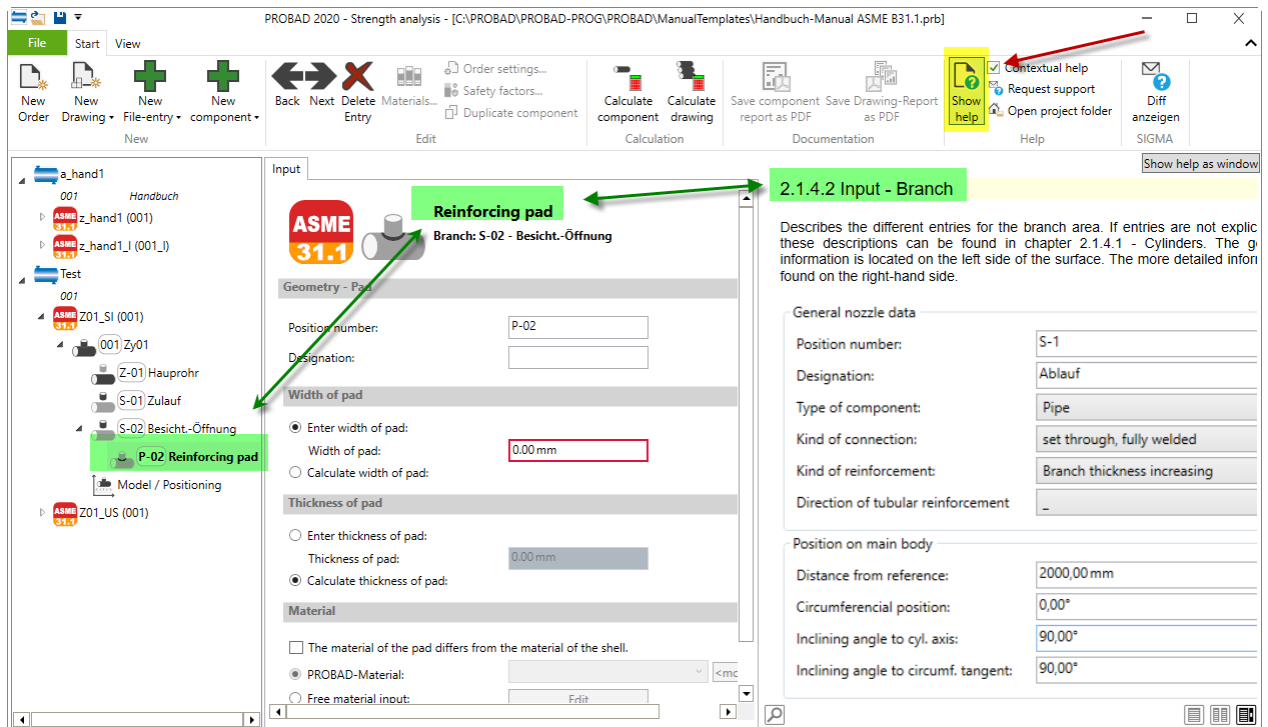 PROBAD 2020 - Strength analysis - [C:\PROBAD\PROBAD-PROG\PROBAD\ManualTemplates\Handbuch-Manual ASME B31.1.prb]
File Start View
New Order
New Drawing
New File-entry
New component
New
Back
Next
Delete Entry
Materials...
Order settings...
Safety factors...
Duplicate component
Edit
Calculate component
Calculate drawing
Calculation
Save component report as PDF
Save Drawing-Report as PDF
Documentation
Show help
Contextual help
Request support
Open project folder
Help
Diff anzeigen
SIGMA
Show help as window
a_hand1
001 Handbuch
ASME 31.1 z_hand1 (001)
ASME 31.1 z_hand1_I (001_I)
Test
001
ASME 31.1 Z01_SI (001)
001 Zy01
Z-01 Hauprohr
S-01 Zulauf
S-02 Besicht.-Öffnung
P-02 Reinforcing pad
Model / Positioning
ASME 31.1 Z01_US (001)
Input
ASME 31.1
Reinforcing pad
Branch: S-02 - Besicht.-Öffnung
Geometry - Pad
Position number: P-02
Designation:
Width of pad
Enter width of pad:
Width of pad: 0.00 mm
Calculate width of pad:
Thickness of pad
Enter thickness of pad:
Thickness of pad: 0.00 mm
Calculate thickness of pad:
Material
The material of the pad differs from the material of the shell.
PROBAD-Material: <mo
Free material input: Edit
2.1.4.2 Input - Branch
Describes the different entries for the branch area. If entries are not explic
these descriptions can be found in chapter 2.1.4.1 - Cylinders. The g
information is located on the left side of the surface. The more detailed infor
found on the right-hand side.
General nozzle data
Position number: S-1
Designation: Ablauf
Type of component: Pipe
Kind of connection: set through, fully welded
Kind of reinforcement: Branch thickness increasing
Direction of tubular reinforcement _
Position on main body
Distance from reference: 2000,00 mm
Circumferencial position: 0,00°
Inclining angle to cyl. axis: 90,00°
Inclining angle to circumf. tangent: 90,00°